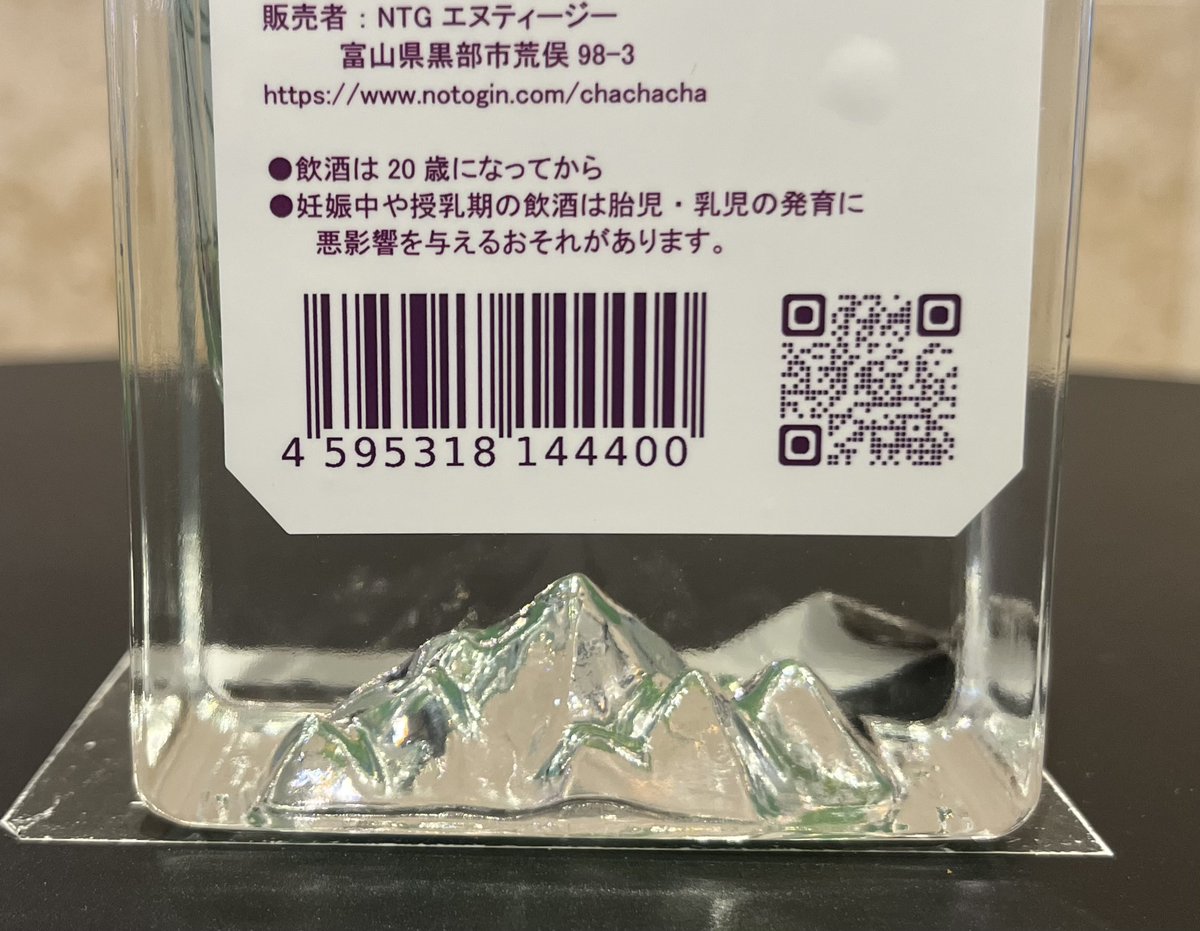 販売者：NTG エヌティージー
富山県黒部市荒俣 98-3
https://www.notogin.com/chachacha
●飲酒は 20 歳になってから
●妊娠中や授乳期の飲酒は胎児・乳児の発育に
悪影響を与えるおそれがあります。
4 595318 144400